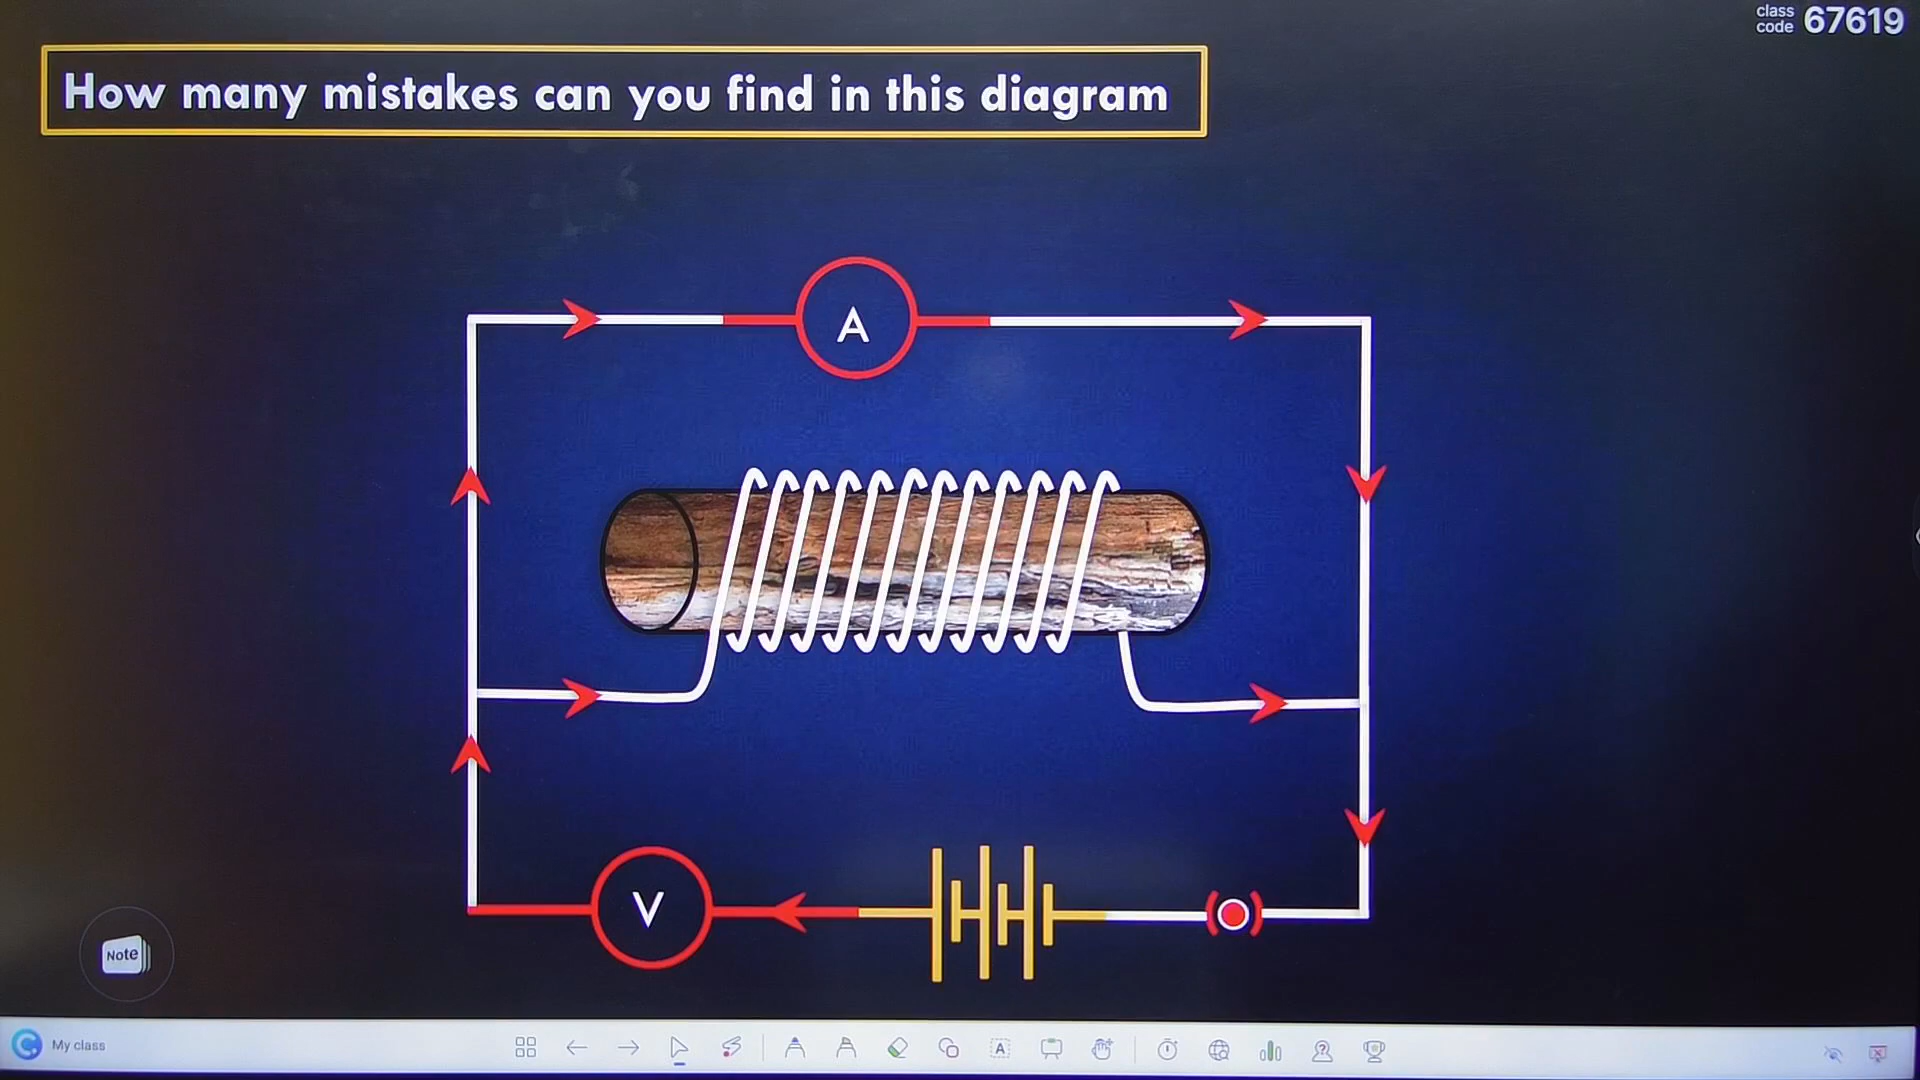 class
code 67619
How many mistakes can you find in this diagram
A
V
Note
My class
A